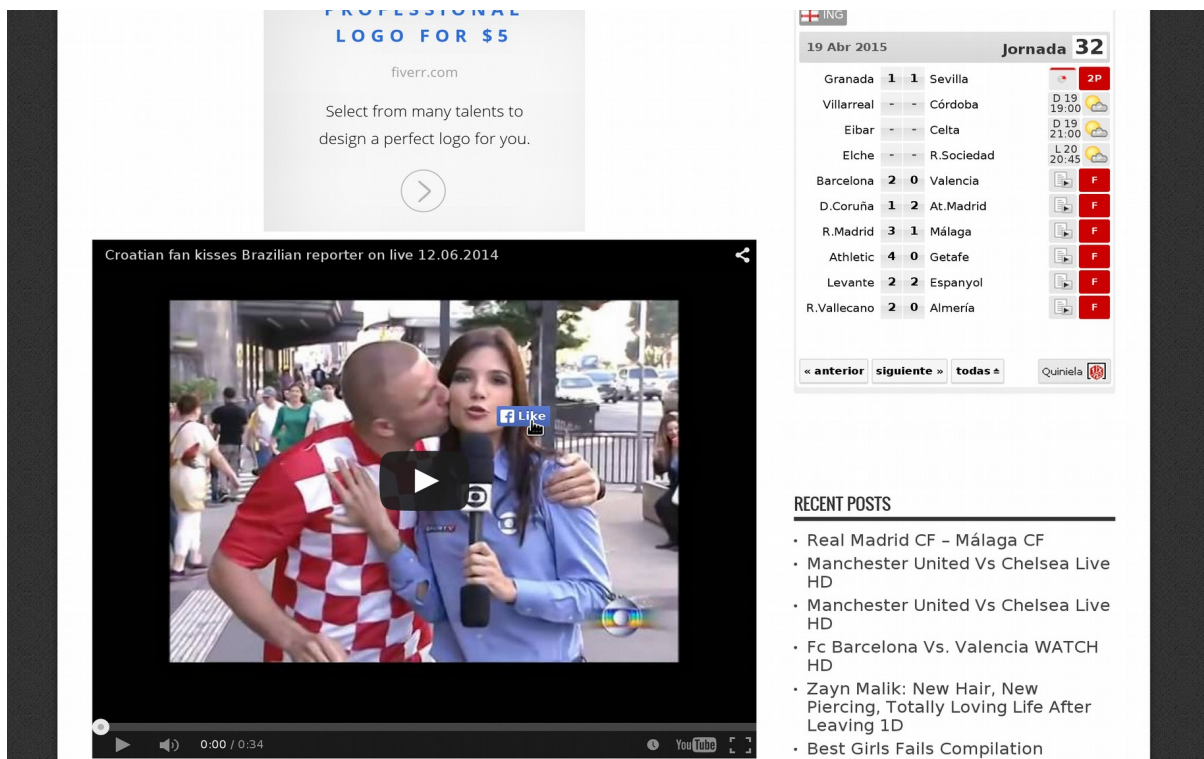 PROFESSIONAL
LOGO FOR $5
fiverr.com
Select from many talents to
design a perfect logo for you.
Croatian fan kisses Brazilian reporter on live 12.06.2014
Like
0:00 / 0:34
YouTube
ING
19 Abr 2015 Jornada 32
Granada 1 1 Sevilla 2P
Villarreal - - Córdoba D 19 19:00
Eibar - - Celta D 19 21:00
Elche - - R.Sociedad L 20 20:45
Barcelona 2 0 Valencia F
D.Coruña 1 2 At.Madrid F
R.Madrid 3 1 Málaga F
Athletic 4 0 Getafe F
Levante 2 2 Espanyol F
R.Vallecano 2 0 Almería F
« anterior siguiente » todas Quiniela
RECENT POSTS
Real Madrid CF – Málaga CF
Manchester United Vs Chelsea Live
HD
Manchester United Vs Chelsea Live
HD
Fc Barcelona Vs. Valencia WATCH
HD
Zayn Malik: New Hair, New
Piercing, Totally Loving Life After
Leaving 1D
Best Girls Fails Compilation